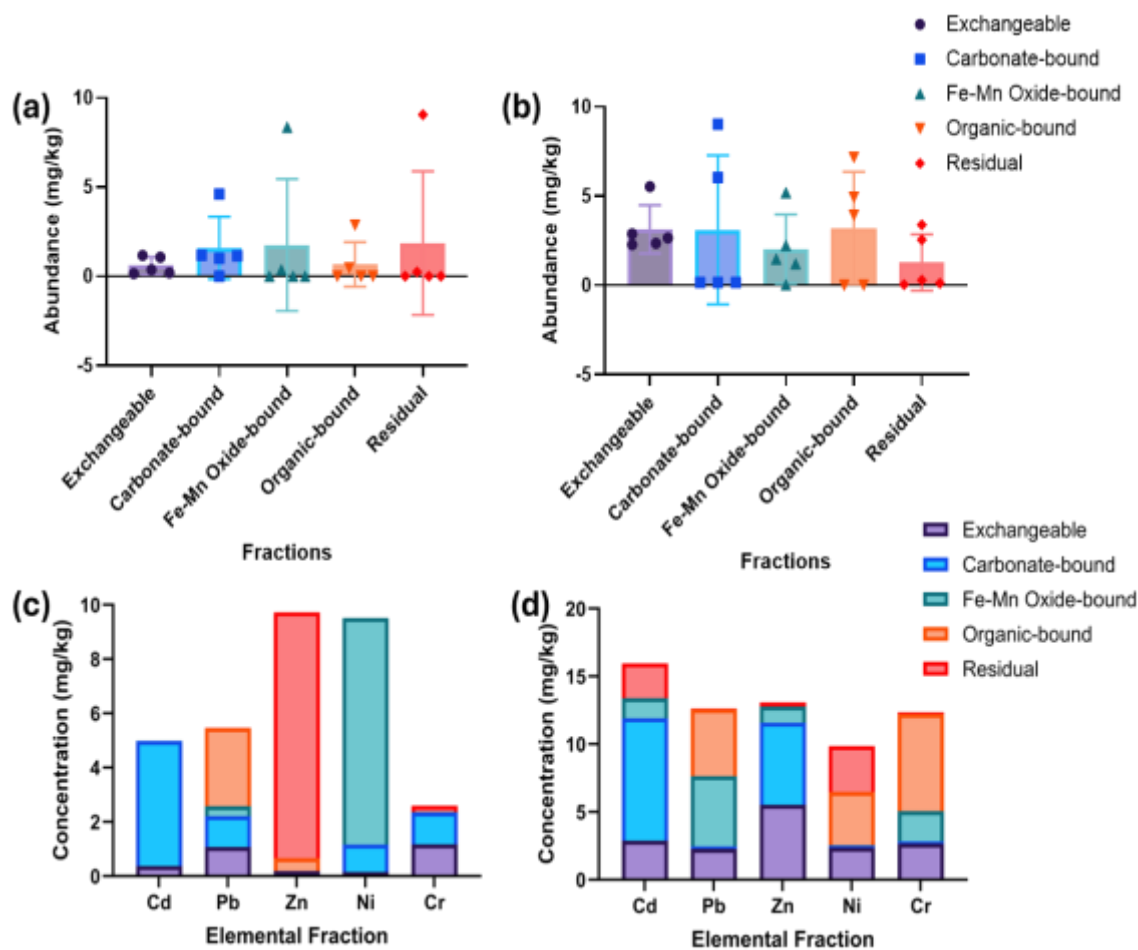 Exchangeable
Carbonate-bound
Fe-Mn Oxide-bound
Organic-bound
Residual
(a)
Abundance (mg/kg)
10
5
0
-5
Exchangeable
Carbonate-bound
Fe-Mn Oxide-bound
Organic-bound
Residual
Fractions
(b)
Abundance (mg/kg)
10
5
0
-5
Exchangeable
Carbonate-bound
Fe-Mn Oxide-bound
Organic-bound
Residual
Fractions
Exchangeable
Carbonate-bound
Fe-Mn Oxide-bound
Organic-bound
Residual
(c)
Concentration (mg/kg)
10
8
6
4
2
0
Cd Pb Zn Ni Cr
Elemental Fraction
(d)
Concentration (mg/kg)
20
15
10
5
0
Cd Pb Zn Ni Cr
Elemental Fraction